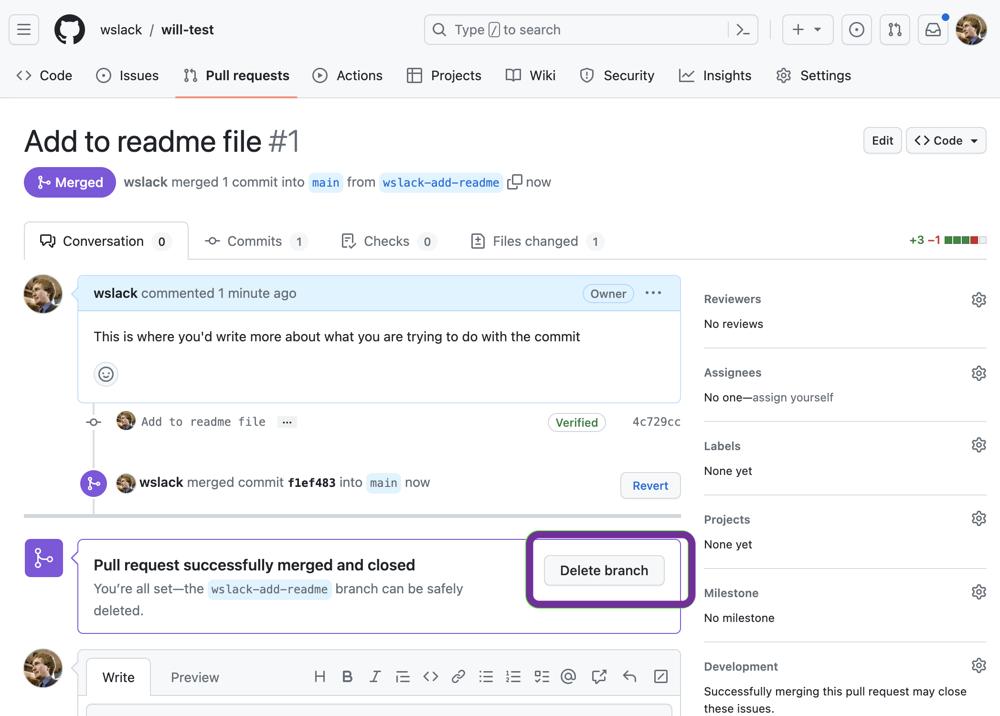 wslack / will-test
Type / to search
Code Issues Pull requests Actions Projects Wiki Security Insights Settings
Add to readme file #1
Edit
Code
Merged
wslack merged 1 commit into main from wslack-add-readme now
Conversation 0
Commits 1
Checks 0
Files changed 1
+3 −1
wslack commented 1 minute ago
Owner
This is where you'd write more about what you are trying to do with the commit
Add to readme file ...
Verified
4c729cc
wslack merged commit f1ef483 into main now
Revert
Pull request successfully merged and closed
You’re all set—the wslack-add-readme branch can be safely
deleted.
Delete branch
Write
Preview
Reviewers
No reviews
Assignees
No one—assign yourself
Labels
None yet
Projects
None yet
Milestone
No milestone
Development
Successfully merging this pull request may close
these issues.